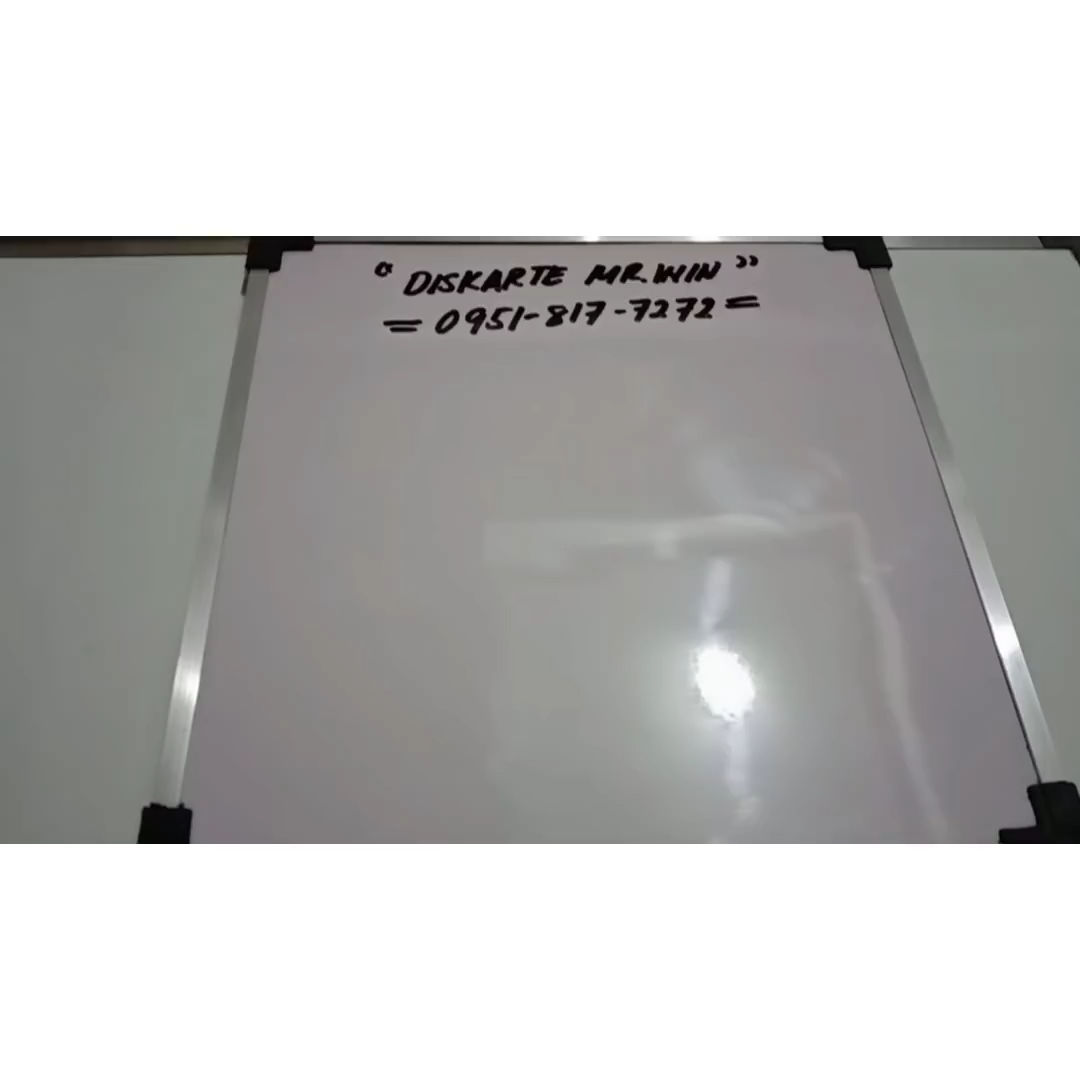 “ DISKARTE MR. WIN ”
= 0951-817-7272 =